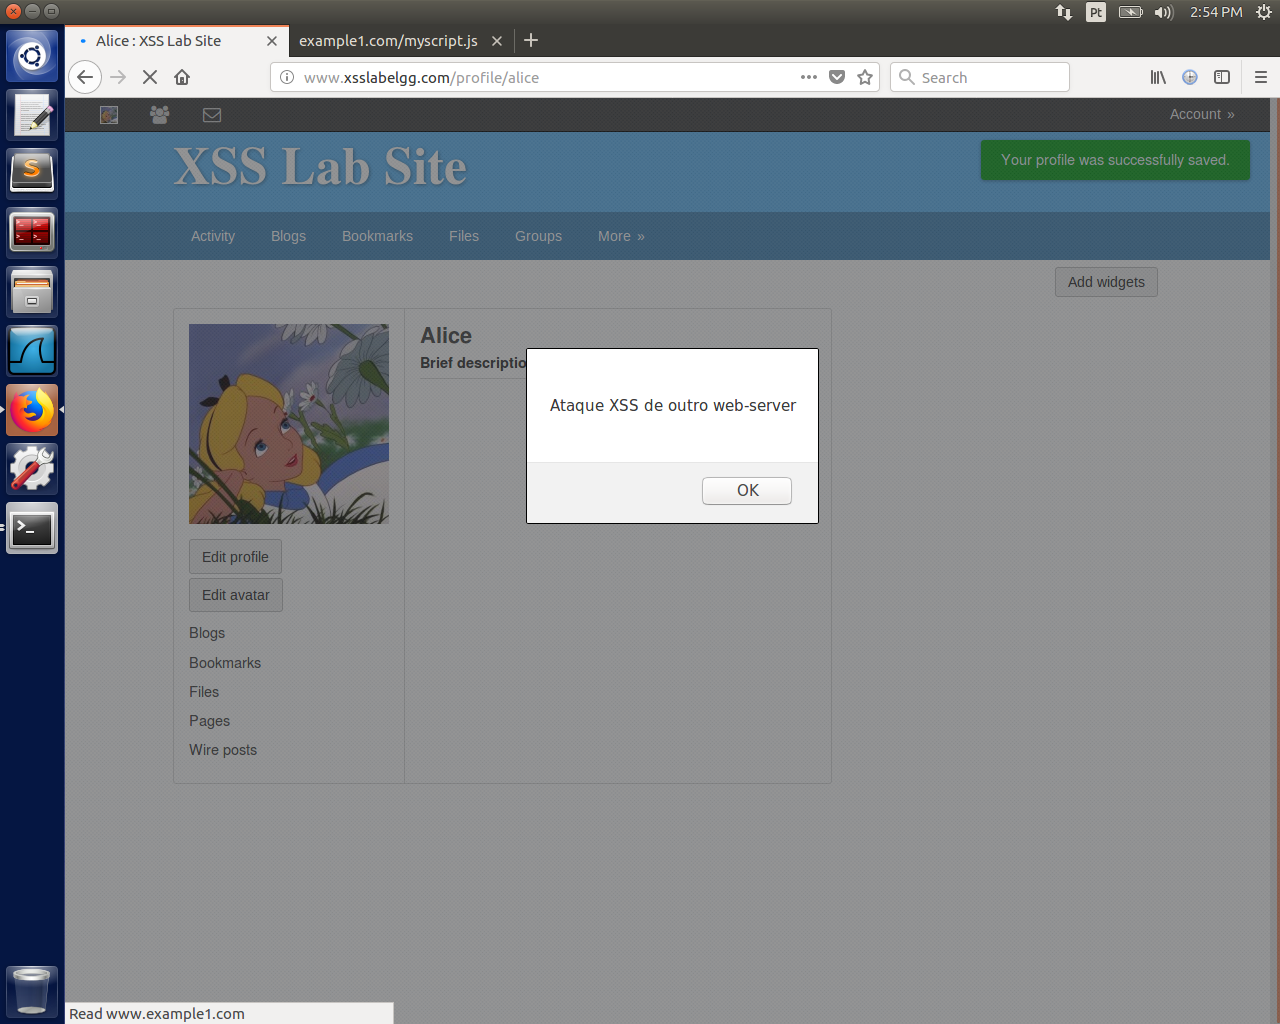 Pt
2:54 PM
Alice : XSS Lab Site
example1.com/myscript.js
www.xsslabelgg.com/profile/alice
Search
Account »
XSS Lab Site
Your profile was successfully saved.
Activity
Blogs
Bookmarks
Files
Groups
More »
Add widgets
Alice
Brief descriptio
Ataque XSS de outro web-server
OK
Edit profile
Edit avatar
Blogs
Bookmarks
Files
Pages
Wire posts
Read www.example1.com